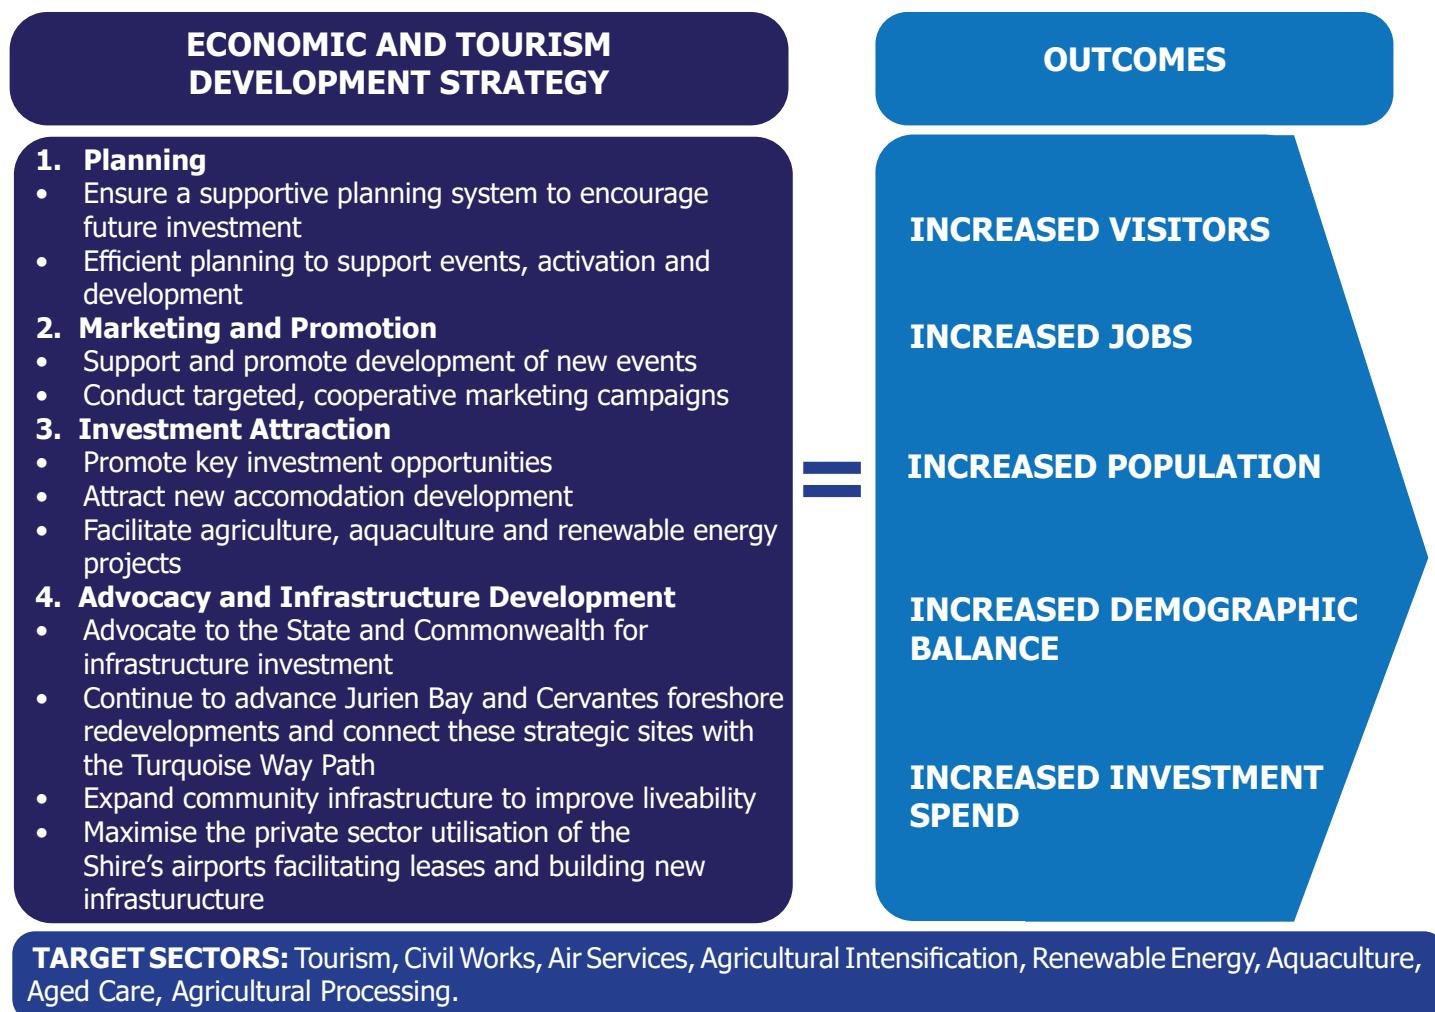 ECONOMIC AND TOURISM
DEVELOPMENT STRATEGY
1. Planning
• Ensure a supportive planning system to encourage
future investment
• Efficient planning to support events, activation and
development
2. Marketing and Promotion
• Support and promote development of new events
• Conduct targeted, cooperative marketing campaigns
3. Investment Attraction
• Promote key investment opportunities
• Attract new accomodation development
• Facilitate agriculture, aquaculture and renewable energy
projects
4. Advocacy and Infrastructure Development
• Advocate to the State and Commonwealth for
infrastructure investment
• Continue to advance Jurien Bay and Cervantes foreshore
redevelopments and connect these strategic sites with
the Turquoise Way Path
• Expand community infrastructure to improve liveability
• Maximise the private sector utilisation of the
Shire’s airports facilitating leases and building new
infrasturucture
=
OUTCOMES
INCREASED VISITORS
INCREASED JOBS
INCREASED POPULATION
INCREASED DEMOGRAPHIC
BALANCE
INCREASED INVESTMENT
SPEND
TARGET SECTORS: Tourism, Civil Works, Air Services, Agricultural Intensification, Renewable Energy, Aquaculture,
Aged Care, Agricultural Processing.